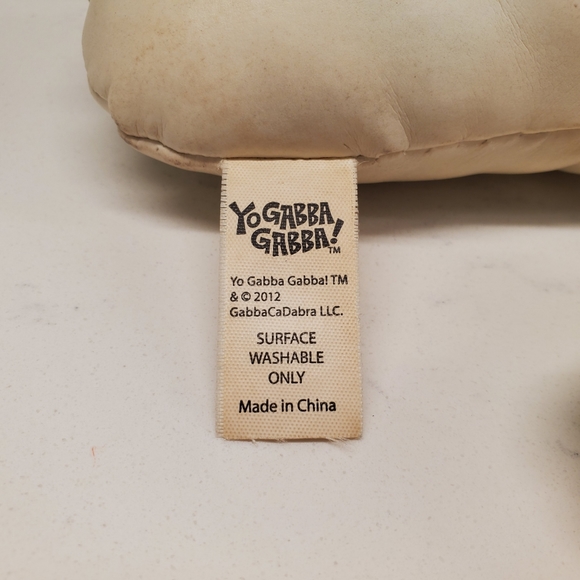 Yo GABBA
GABBA!™
Yo Gabba Gabba! ™
& © 2012
GabbaCaDabra LLC.
SURFACE
WASHABLE
ONLY
Made in China